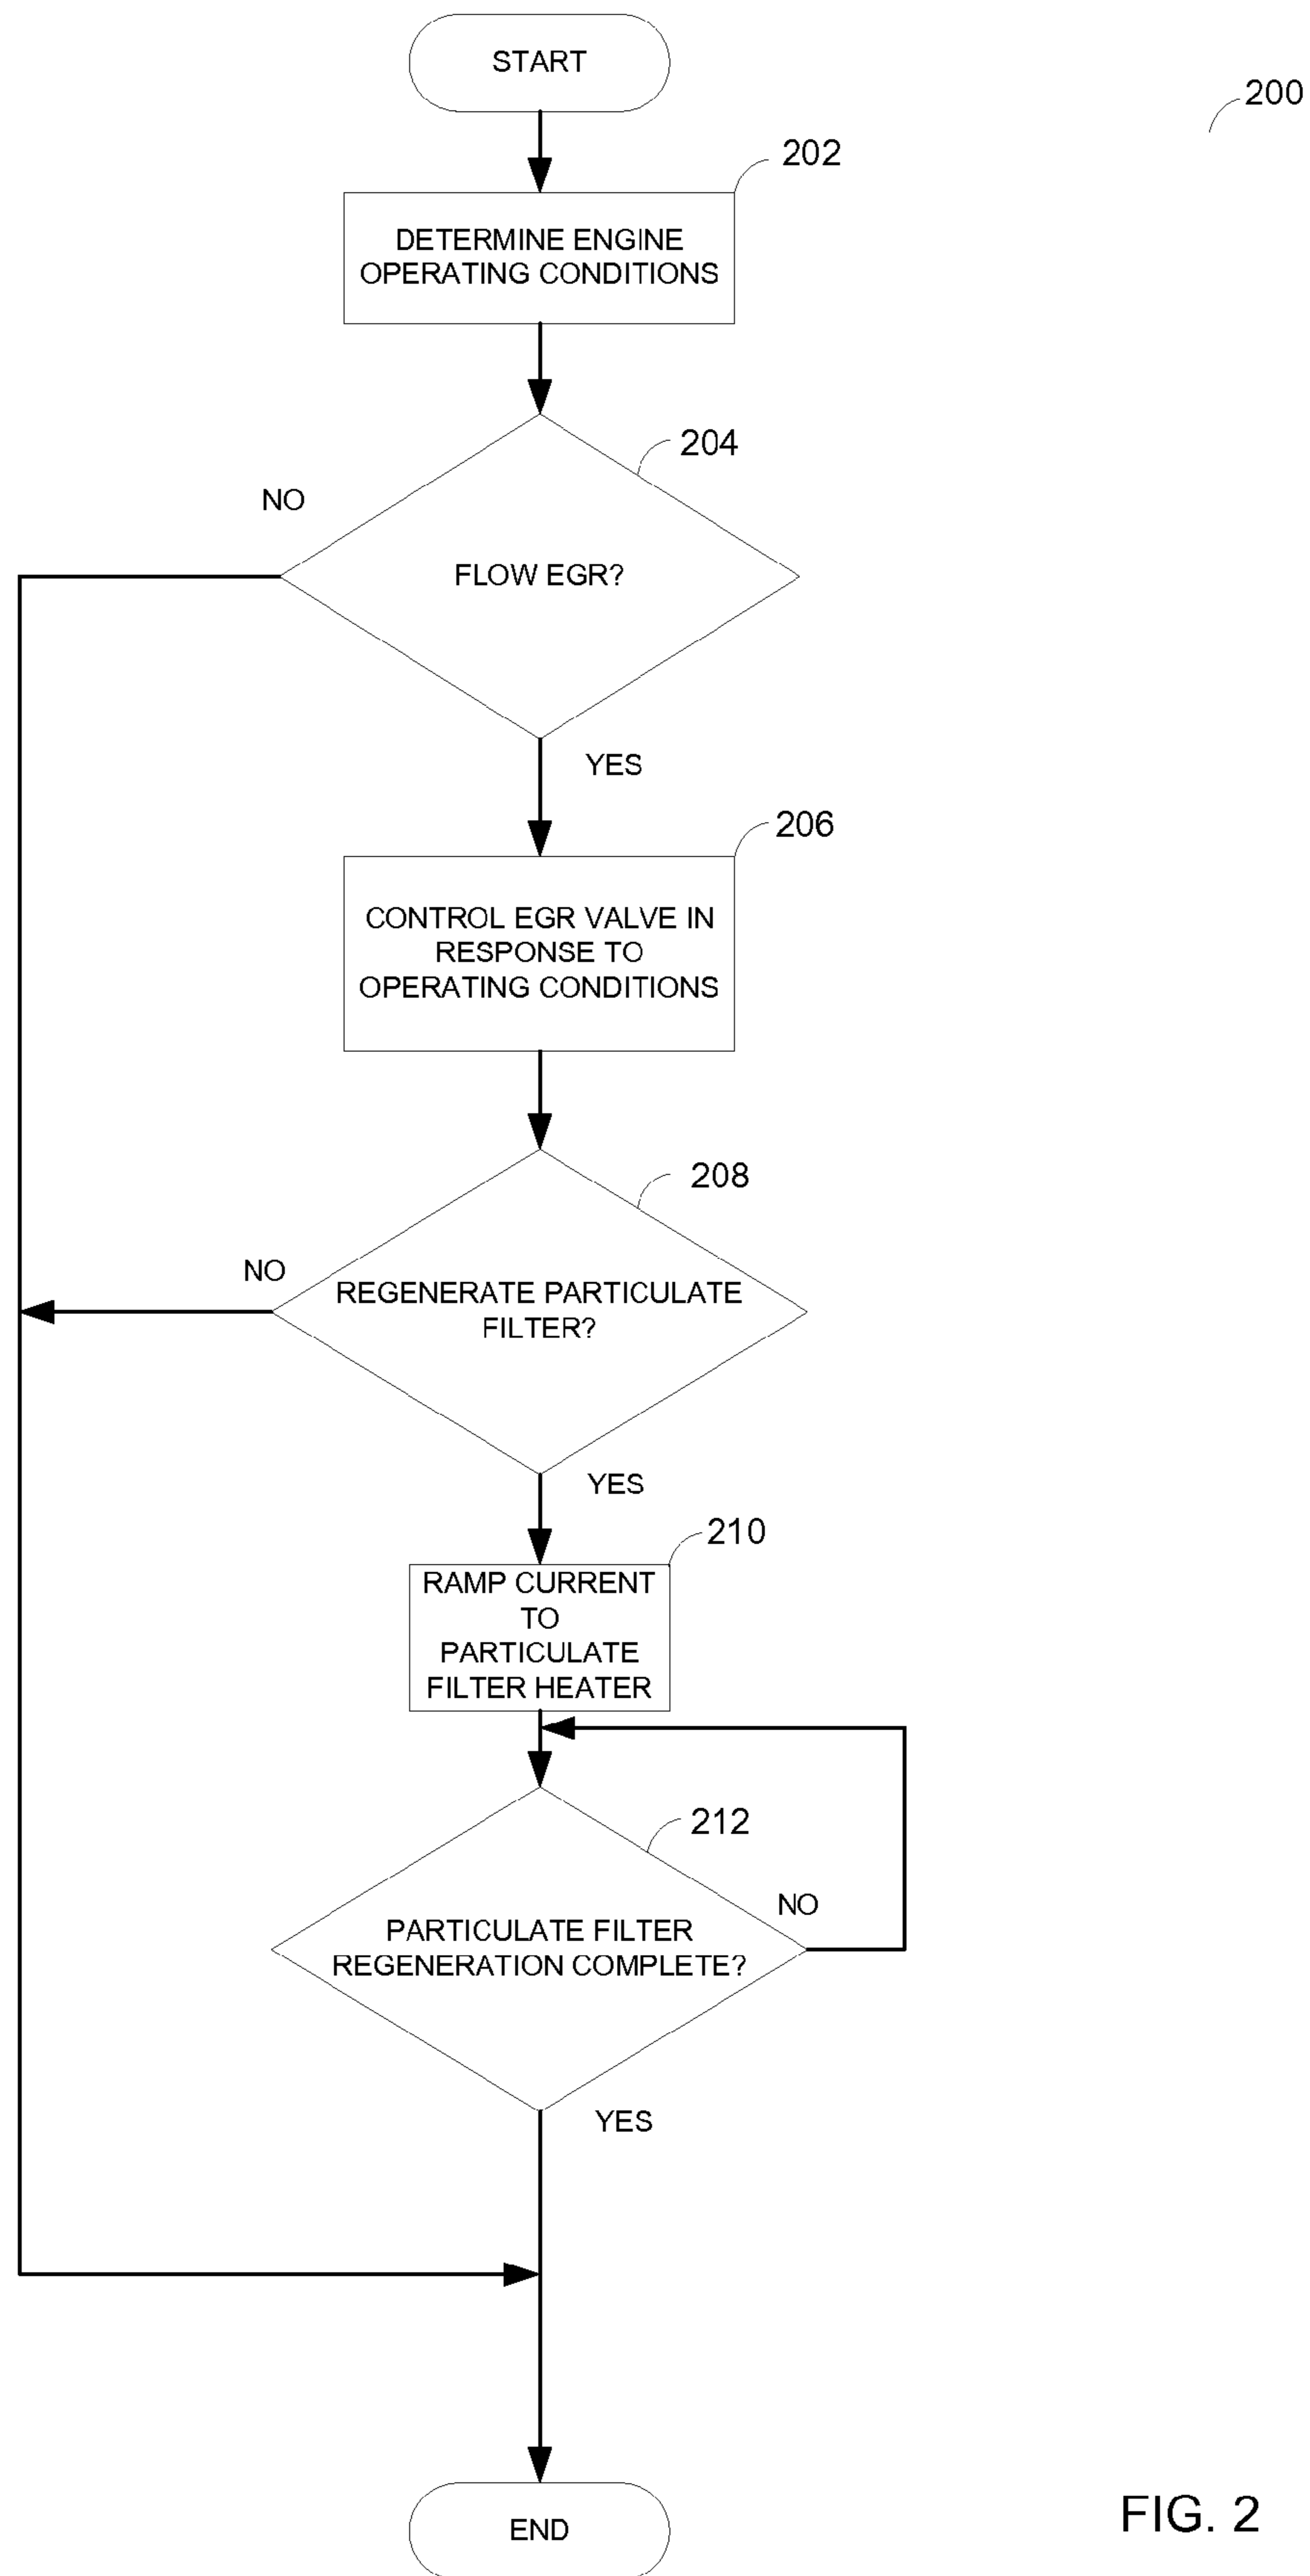 START
200
202
DETERMINE ENGINE
OPERATING CONDITIONS
204
NO
FLOW EGR?
YES
206
CONTROL EGR VALVE IN
RESPONSE TO
OPERATING CONDITIONS
208
NO
REGENERATE PARTICULATE
FILTER?
YES
210
RAMP CURRENT
TO
PARTICULATE
FILTER HEATER
212
NO
PARTICULATE FILTER
REGENERATION COMPLETE?
YES
END
FIG. 2